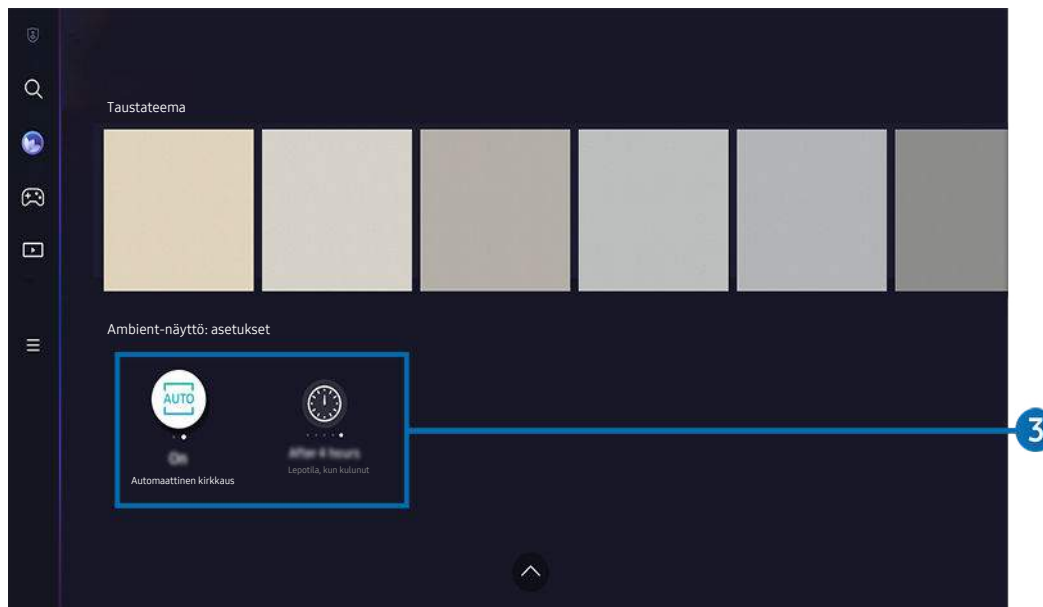 Taustateema
Ambient-näyttö: asetukset
AUTO
On
After 4 hours
Automaattinen kirkkaus
Lepotila, kun kulunut
3